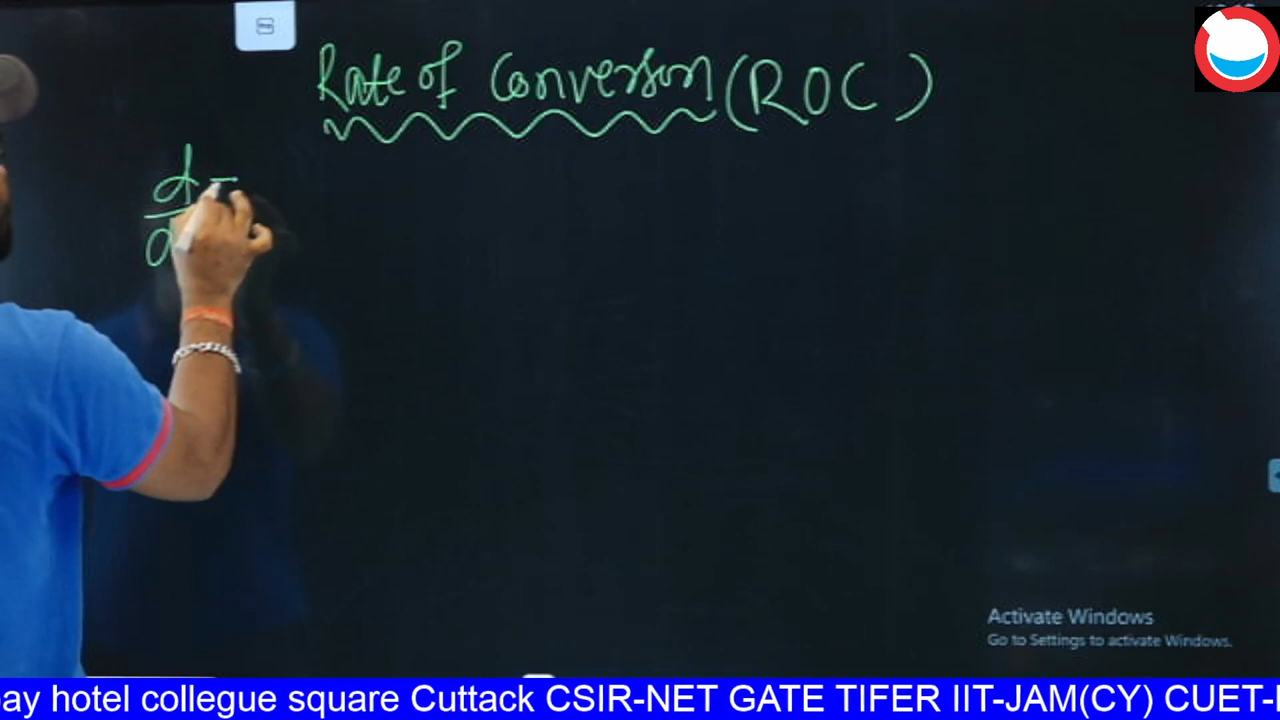 Rate of Conversion (ROC)
d
Activate Windows
Go to Settings to activate Windows.
pay hotel collegue square Cuttack CSIR-NET GATE TIFER IIT-JAM(CY) CUET-